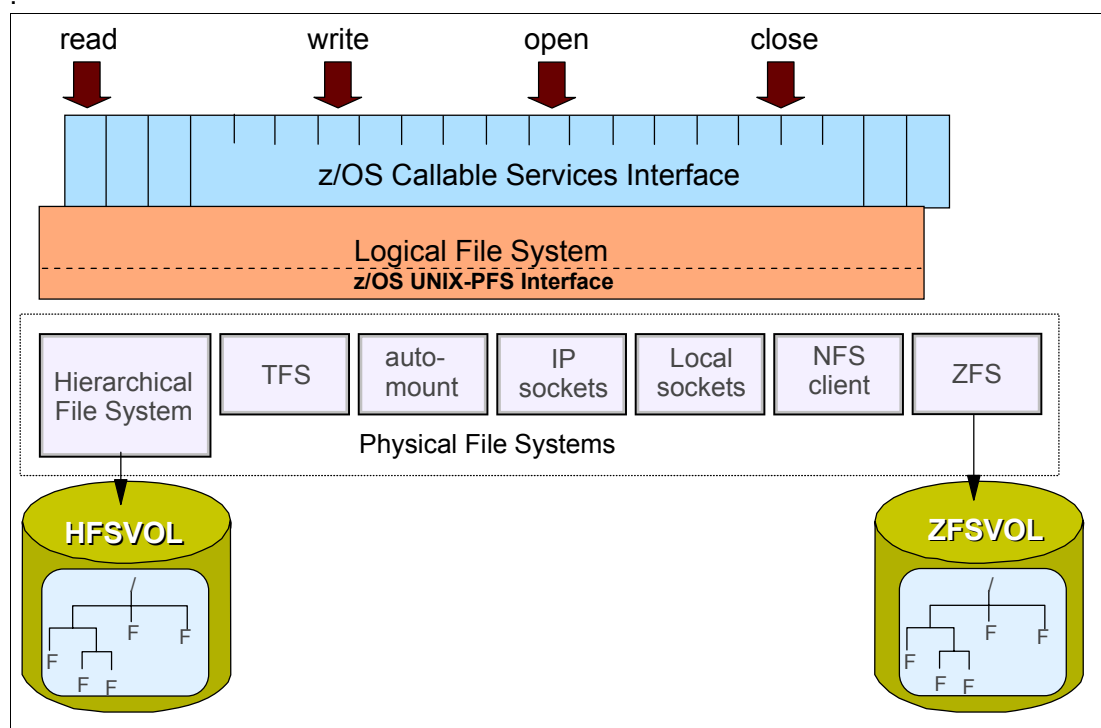 .
read write open close
z/OS Callable Services Interface
Logical File System
z/OS UNIX-PFS Interface
Hierarchical
File System
TFS
auto-
mount
IP
sockets
Local
sockets
NFS
client
ZFS
Physical File Systems
HFSVOL
/
F
F
F
F
F
ZFSVOL
/
F
F
F
F
F